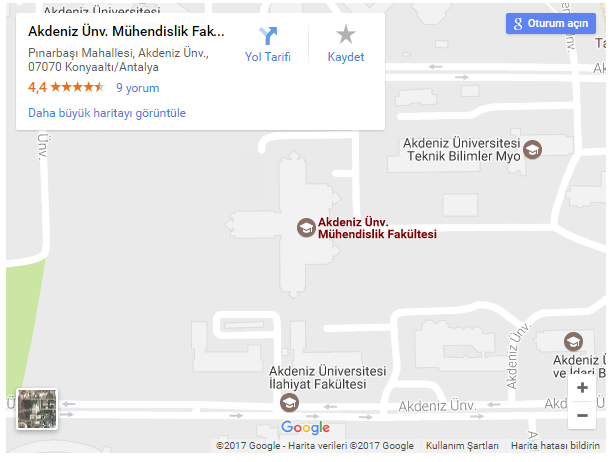 Akdeniz Üniversitesi
Akdeniz Ünv. Mühendislik Fak...
Pınarbaşı Mahallesi, Akdeniz Ünv.,
07070 Konyaaltı/Antalya
4,4
9 yorum
Daha büyük haritayı görüntüle
Yol Tarifi
Kaydet
Oturum açın
Ünv.
Akdeniz Üniversitesi
Teknik Bilimler Myo
Akdeniz Ünv.
Mühendislik Fakültesi
Akdeniz Ünv.
Akdeniz Ü
ve İdari B
Akdeniz Üniversitesi
İlahiyat Fakültesi
Akdeniz Ünv.
+
−
Google
©2017 Google - Harita verileri ©2017 Google
Kullanım Şartları
Harita hatası bildirin